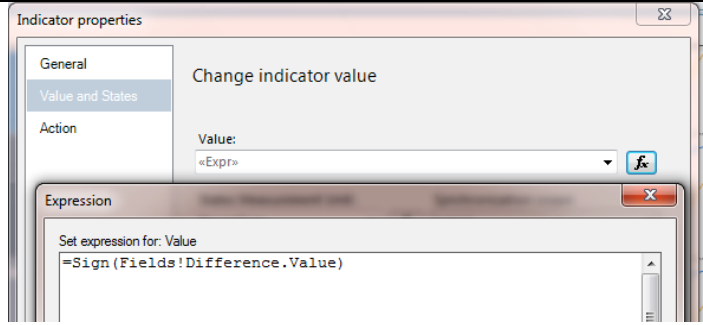 Indicator properties
General
Change indicator value
Value and States
Action
Value:
«Expr»
fx
Expression
Set expression for: Value
=Sign(Fields!Difference.Value)